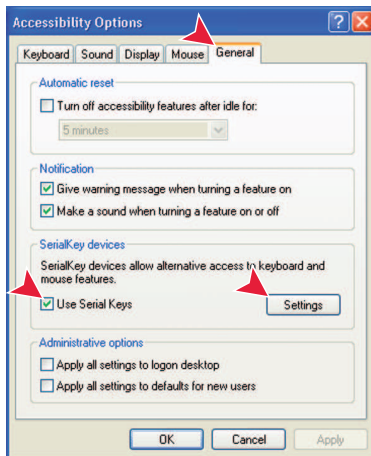 Accessibility Options
Keyboard Sound Display Mouse General
Automatic reset
Turn off accessibility features after idle for:
5 minutes
Notification
Give warning message when turning a feature on
Make a sound when turning a feature on or off
SerialKey devices
SerialKey devices allow alternative access to keyboard and
mouse features.
Use Serial Keys
Settings
Administrative options
Apply all settings to logon desktop
Apply all settings to defaults for new users
OK Cancel Apply